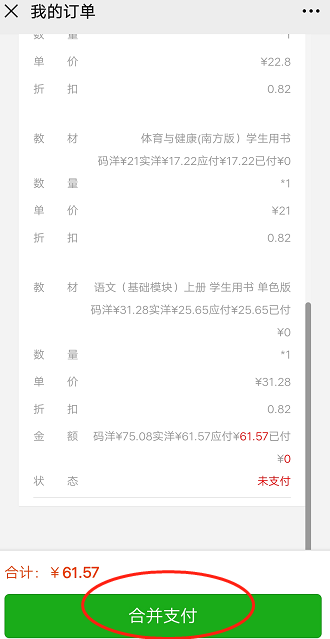 我的订单
数 量 1
单 价 ¥22.8
折 扣 0.82
教 材 体育与健康(南方版）学生用书
码洋¥21实洋¥17.22应付¥17.22已付¥0
数 量 *1
单 价 ¥21
折 扣 0.82
教 材 语文（基础模块）上册 学生用书 单色版
码洋¥31.28实洋¥25.65应付¥25.65已付
¥0
数 量 *1
单 价 ¥31.28
折 扣 0.82
金 额 码洋¥75.08实洋¥61.57应付¥61.57已付
¥0
状 态 未支付
合计：￥61.57
合并支付